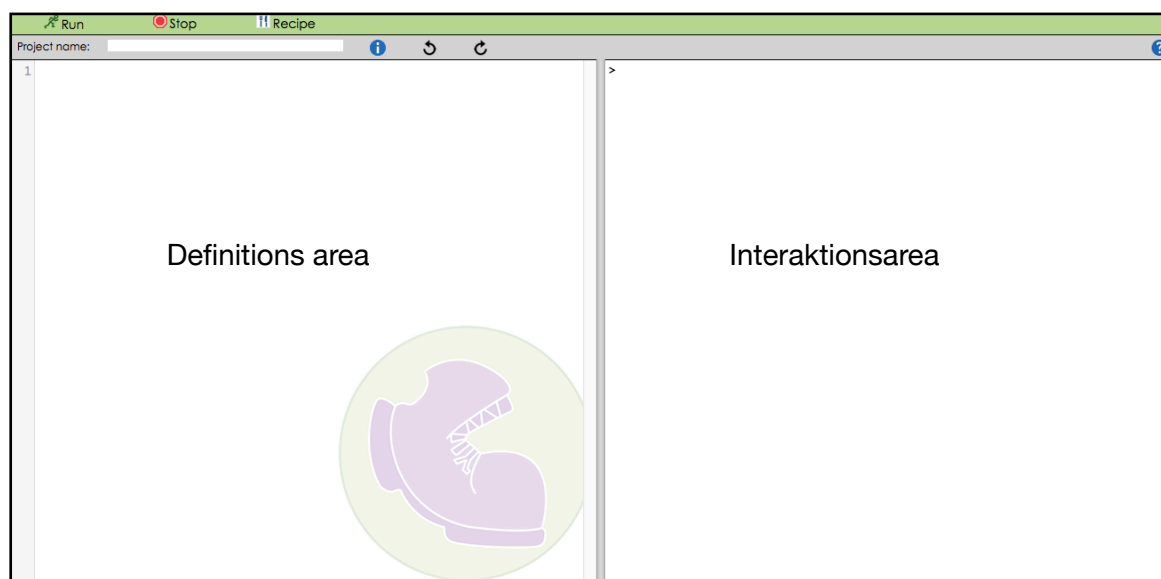 Run Stop Recipe
Project name:
1
>
Definitions area
Interaktionsarea